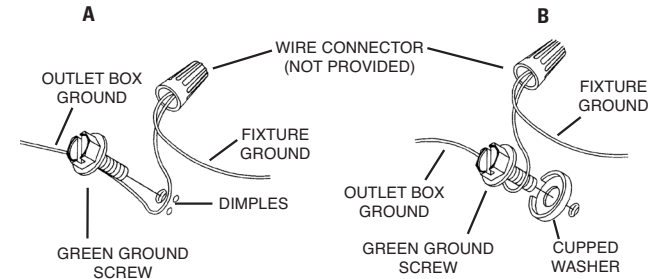 A
B
WIRE CONNECTOR
(NOT PROVIDED)
OUTLET BOX
GROUND
FIXTURE
GROUND
DIMPLES
GREEN GROUND
SCREW
FIXTURE
GROUND
OUTLET BOX
GROUND
GREEN GROUND
SCREW
CUPPED
WASHER